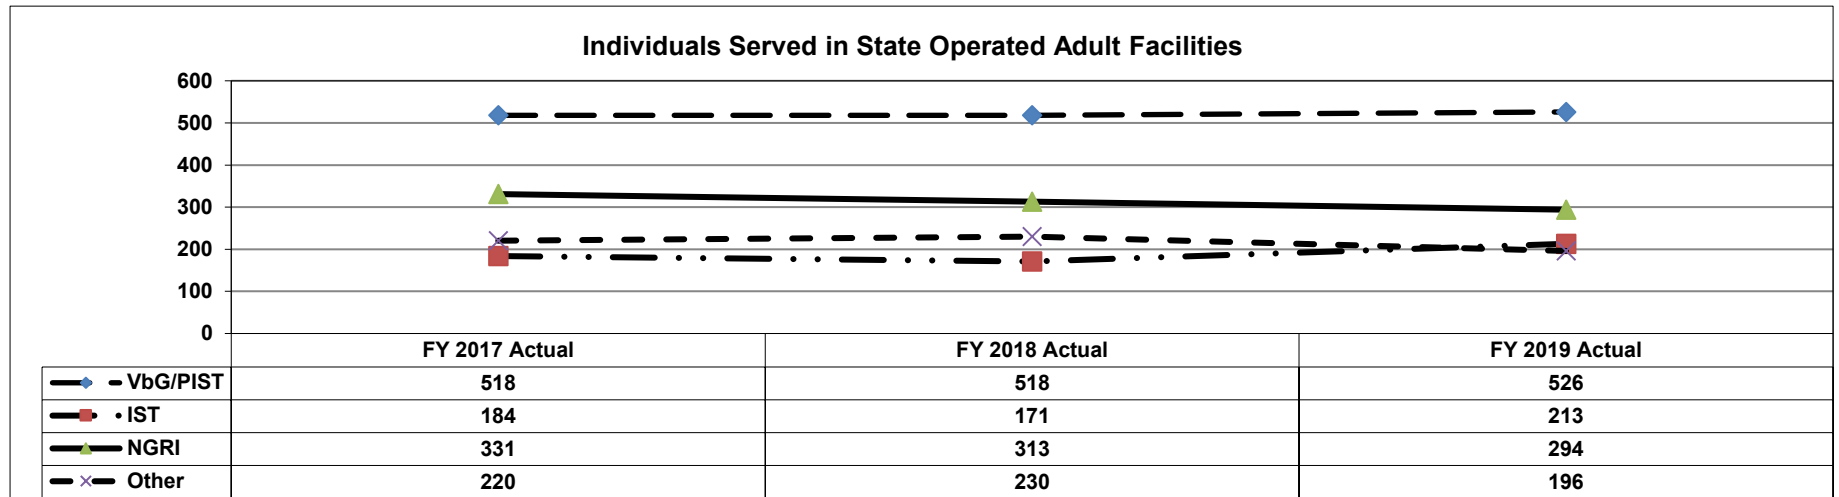 Individuals Served in State Operated Adult Facilities
600
500
400
300
200
100
0
FY 2017 Actual FY 2018 Actual FY 2019 Actual
VbG/PIST 518 518 526
IST 184 171 213
NGRI 331 313 294
Other 220 230 196